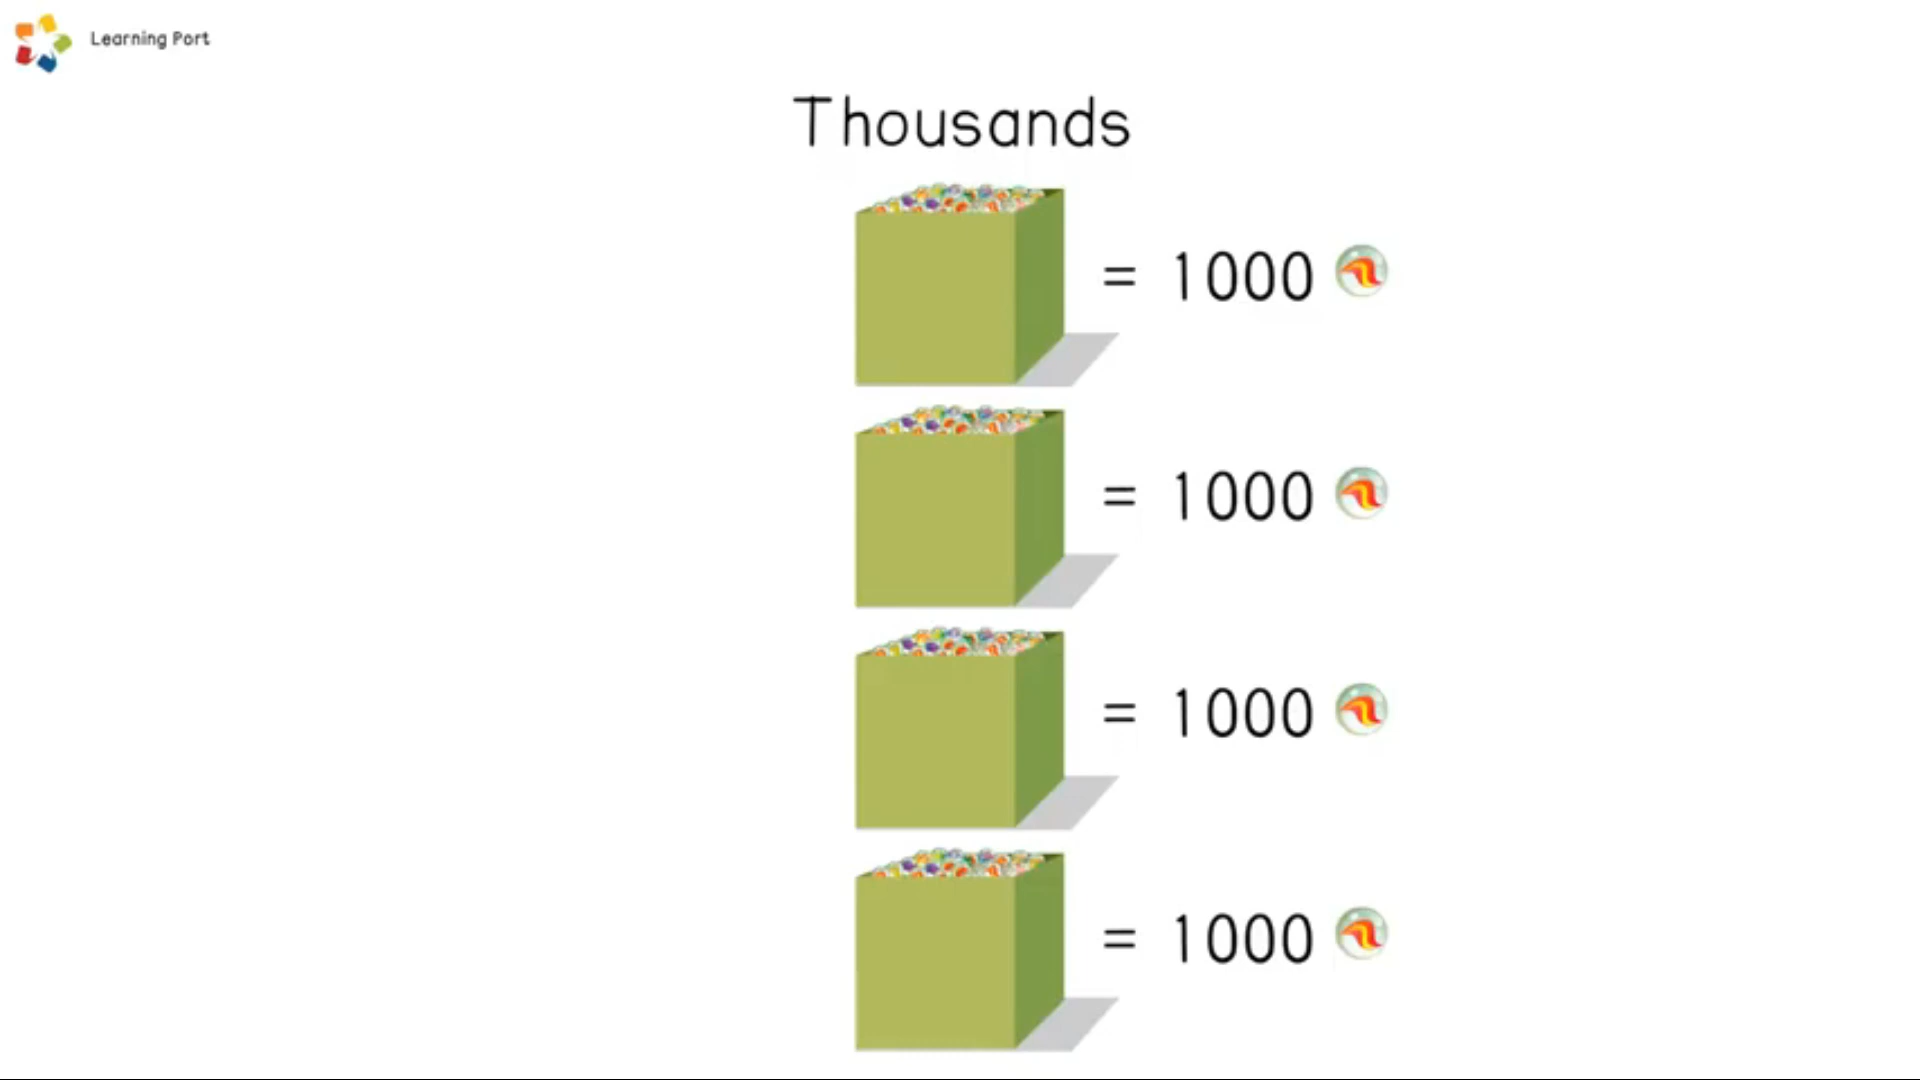 Learning Port
Thousands
= 1000
= 1000
= 1000
= 1000